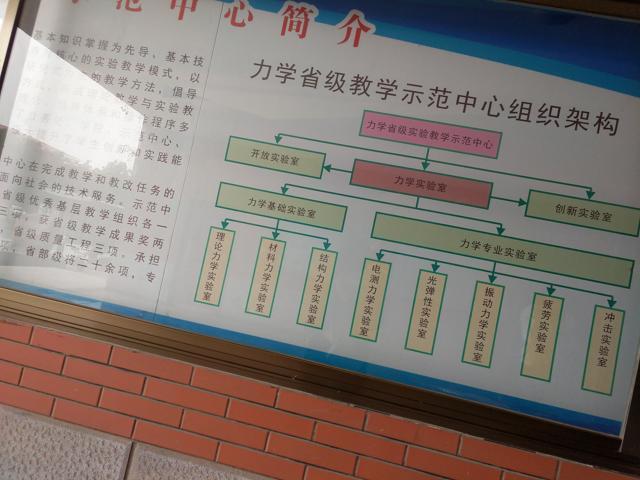 范中心简介
基本知识掌握为先导、基本技
核心的实验教学模式,以
的教学方法,倡导
教学与实验教
程序多
范中心、
和实践能
中心在完成教学和教改任务的
面向社会的技术服务。示范中
省级优秀基层教学组织各一
三项,获省级教学成果奖两
省级质量工程三项。承担
省部级将二十余项,专
力学省级教学示范中心组织架构
力学省级实验教学示范中心
开放实验室
力学实验室
创新实验室
力学基础实验室
力学专业实验室
理论力学实验室
材料力学实验室
结构力学实验室
电测力学实验室
光弹性实验室
振动力学实验室
疲劳实验室
冲击实验室